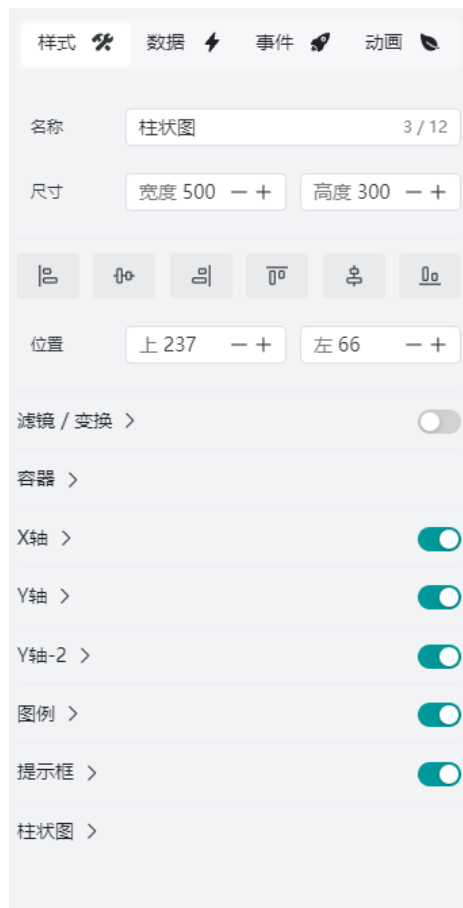 样式 数据 事件 动画
名称 柱状图 3 / 12
尺寸 宽度 500 高度 300
位置 上 237 左 66
滤镜 / 变换
容器
X轴
Y轴
Y轴-2
图例
提示框
柱状图